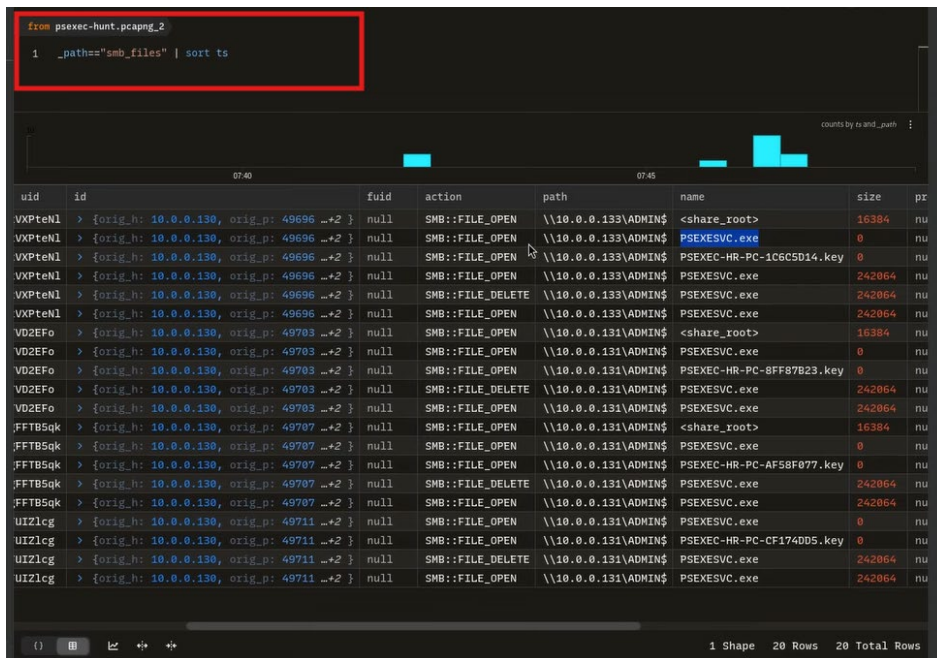 from psexec-hunt.pcapng_2
1 _path=="smb_files" | sort ts
counts by ts and _path
07:40 07:45
uid id fuid action path name size pr
VXPteNl > {orig_h: 10.0.0.130, orig_p: 49696 …+2 } null SMB::FILE_OPEN \\10.0.0.133\ADMIN$ <share_root> 16384 nu
VXPteNl > {orig_h: 10.0.0.130, orig_p: 49696 …+2 } null SMB::FILE_OPEN \\10.0.0.133\ADMIN$ PSEXESVC.exe 0 nu
VXPteNl > {orig_h: 10.0.0.130, orig_p: 49696 …+2 } null SMB::FILE_OPEN \\10.0.0.133\ADMIN$ PSEXEC-HR-PC-1C6C5D14.key 0 nu
VXPteNl > {orig_h: 10.0.0.130, orig_p: 49696 …+2 } null SMB::FILE_OPEN \\10.0.0.133\ADMIN$ PSEXESVC.exe 242064 nu
VXPteNl > {orig_h: 10.0.0.130, orig_p: 49696 …+2 } null SMB::FILE_DELETE \\10.0.0.133\ADMIN$ PSEXESVC.exe 242064 nu
VXPteNl > {orig_h: 10.0.0.130, orig_p: 49696 …+2 } null SMB::FILE_OPEN \\10.0.0.133\ADMIN$ PSEXESVC.exe 242064 nu
VD2EFo > {orig_h: 10.0.0.130, orig_p: 49703 …+2 } null SMB::FILE_OPEN \\10.0.0.131\ADMIN$ <share_root> 16384 nu
VD2EFo > {orig_h: 10.0.0.130, orig_p: 49703 …+2 } null SMB::FILE_OPEN \\10.0.0.131\ADMIN$ PSEXESVC.exe 0 nu
VD2EFo > {orig_h: 10.0.0.130, orig_p: 49703 …+2 } null SMB::FILE_OPEN \\10.0.0.131\ADMIN$ PSEXEC-HR-PC-8FF87B23.key 0 nu
VD2EFo > {orig_h: 10.0.0.130, orig_p: 49703 …+2 } null SMB::FILE_DELETE \\10.0.0.131\ADMIN$ PSEXESVC.exe 242064 nu
VD2EFo > {orig_h: 10.0.0.130, orig_p: 49703 …+2 } null SMB::FILE_OPEN \\10.0.0.131\ADMIN$ PSEXESVC.exe 242064 nu
FFTB5qk > {orig_h: 10.0.0.130, orig_p: 49707 …+2 } null SMB::FILE_OPEN \\10.0.0.131\ADMIN$ <share_root> 16384 nu
FFTB5qk > {orig_h: 10.0.0.130, orig_p: 49707 …+2 } null SMB::FILE_OPEN \\10.0.0.131\ADMIN$ PSEXESVC.exe 0 nu
FFTB5qk > {orig_h: 10.0.0.130, orig_p: 49707 …+2 } null SMB::FILE_OPEN \\10.0.0.131\ADMIN$ PSEXEC-HR-PC-AF58F077.key 0 nu
FFTB5qk > {orig_h: 10.0.0.130, orig_p: 49707 …+2 } null SMB::FILE_DELETE \\10.0.0.131\ADMIN$ PSEXESVC.exe 242064 nu
FFTB5qk > {orig_h: 10.0.0.130, orig_p: 49707 …+2 } null SMB::FILE_OPEN \\10.0.0.131\ADMIN$ PSEXESVC.exe 242064 nu
UIZlcg > {orig_h: 10.0.0.130, orig_p: 49711 …+2 } null SMB::FILE_OPEN \\10.0.0.131\ADMIN$ PSEXESVC.exe 0 nu
UIZlcg > {orig_h: 10.0.0.130, orig_p: 49711 …+2 } null SMB::FILE_OPEN \\10.0.0.131\ADMIN$ PSEXEC-HR-PC-CF174DD5.key 0 nu
UIZlcg > {orig_h: 10.0.0.130, orig_p: 49711 …+2 } null SMB::FILE_DELETE \\10.0.0.131\ADMIN$ PSEXESVC.exe 242064 nu
UIZlcg > {orig_h: 10.0.0.130, orig_p: 49711 …+2 } null SMB::FILE_OPEN \\10.0.0.131\ADMIN$ PSEXESVC.exe 242064 nu
1 Shape 20 Rows 20 Total Rows